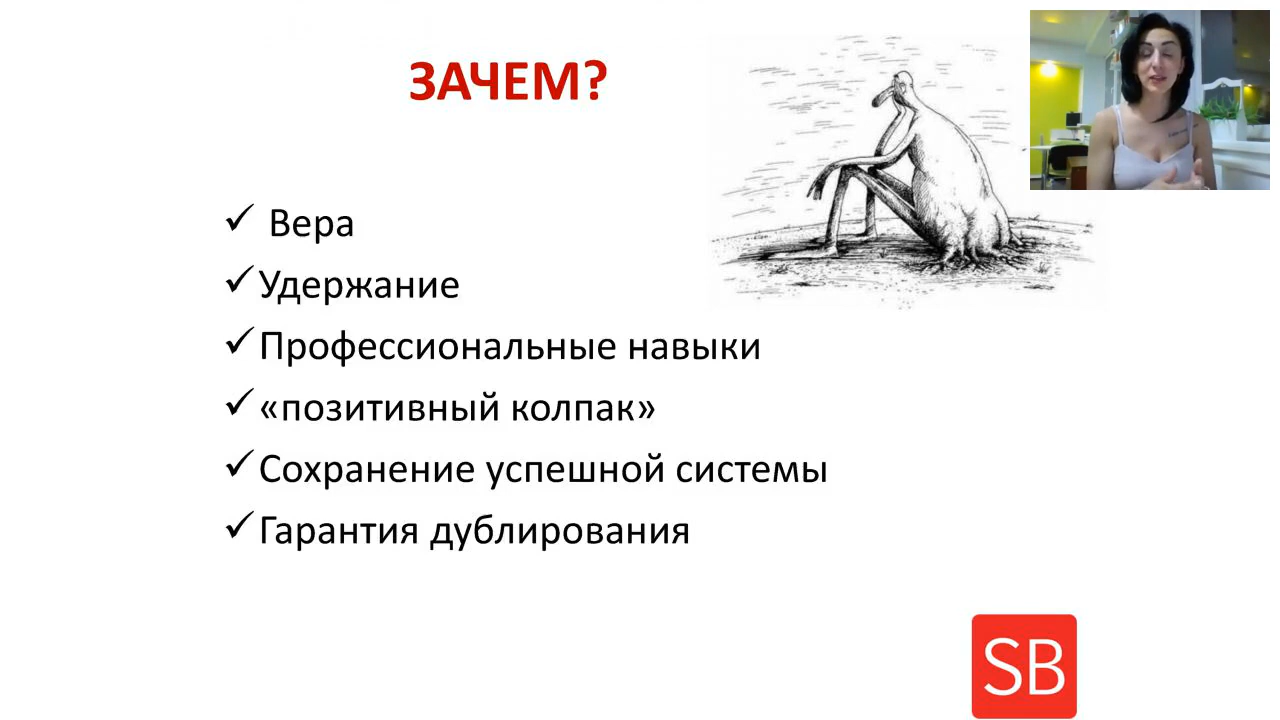 ЗАЧЕМ?
Вера
Удержание
Профессиональные навыки
«позитивный колпак»
Сохранение успешной системы
Гарантия дублирования
SB